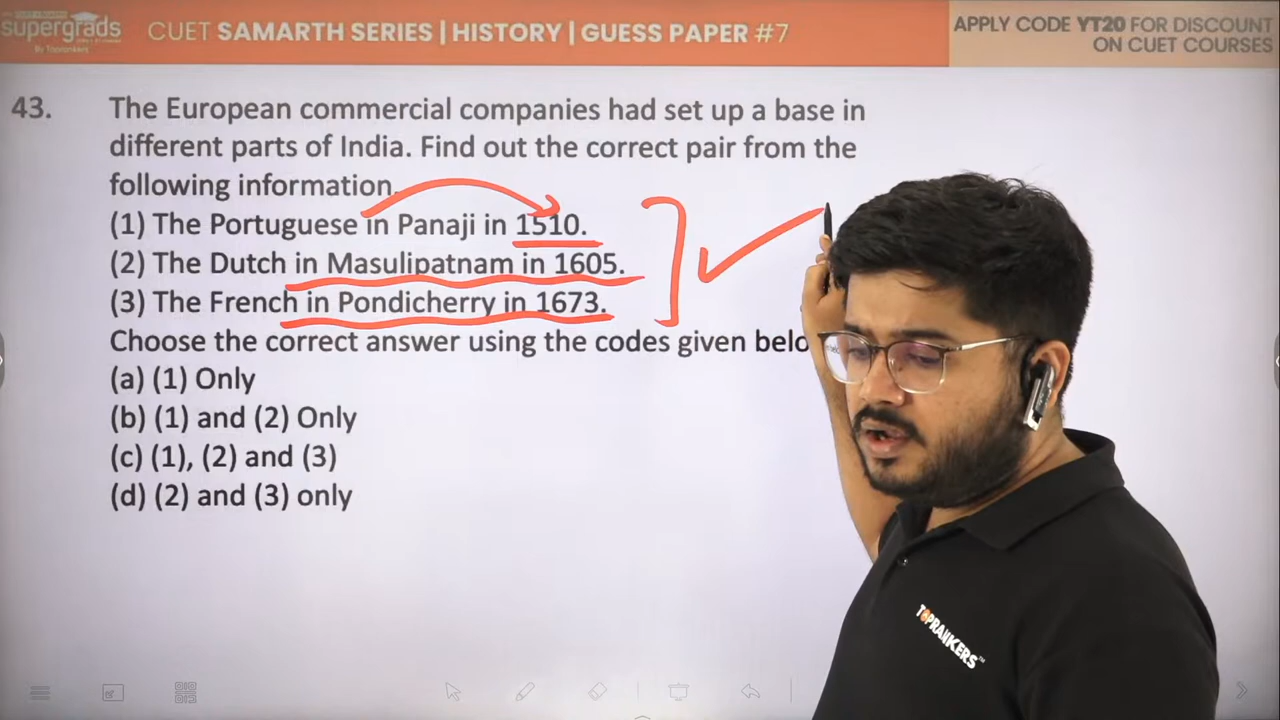 supergrads
By Toprankers
CUET SAMARTH SERIES | HISTORY | GUESS PAPER #7
APPLY CODE YT20 FOR DISCOUNT
ON CUET COURSES
43. The European commercial companies had set up a base in
different parts of India. Find out the correct pair from the
following information.
(1) The Portuguese in Panaji in 1510.
(2) The Dutch in Masulipatnam in 1605.
(3) The French in Pondicherry in 1673.
Choose the correct answer using the codes given belo
(a) (1) Only
(b) (1) and (2) Only
(c) (1), (2) and (3)
(d) (2) and (3) only
TOPRANKERS